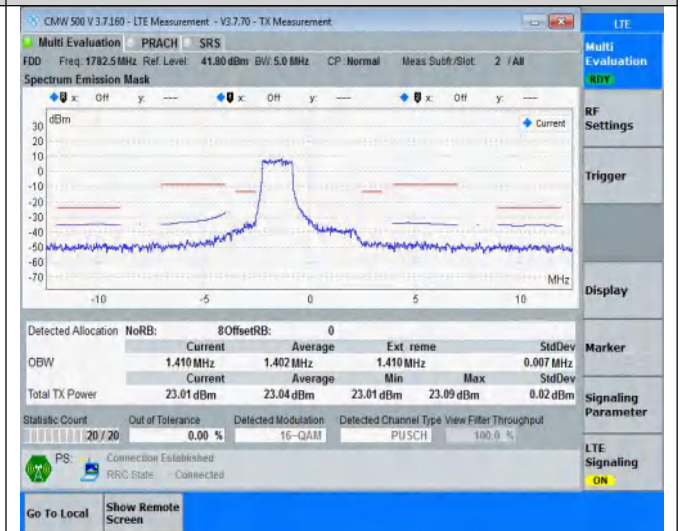 CMW 500 V 3.7.160 - LTE Measurement - V3.7.70 - TX Measurement
LTE
Multi Evaluation PRACH SRS
FDD Freq: 1782.5 MHz Ref. Level: 41.80 dBm BW: 5.0 MHz CP: Normal Meas Subfr./Slot: 2 / All
Spectrum Emission Mask
x: Off y: --- x: Off y: --- x: Off y: ---
dBm
Current
30
20
10
0
-10
-20
-30
-40
-50
-60
-70
MHz
-10 -5 0 5 10
Detected Allocation NoRB: 8 OffsetRB: 0
Current Average Ext reme StdDev
OBW 1.410 MHz 1.402 MHz 1.410 MHz 0.007 MHz
Current Average Min Max StdDev
Total TX Power 23.01 dBm 23.04 dBm 23.01 dBm 23.09 dBm 0.02 dBm
Statistic Count Out of Tolerance Detected Modulation Detected Channel Type View Filter Throughput
20 / 20 0.00 % 16-QAM PUSCH 100.0 %
PS: Connection Established
RRC State: Connected
Go To Local
Show Remote
Screen
Multi
Evaluation
RDY
RF
Settings
Trigger
Display
Marker
Signaling
Parameter
LTE
Signaling
ON